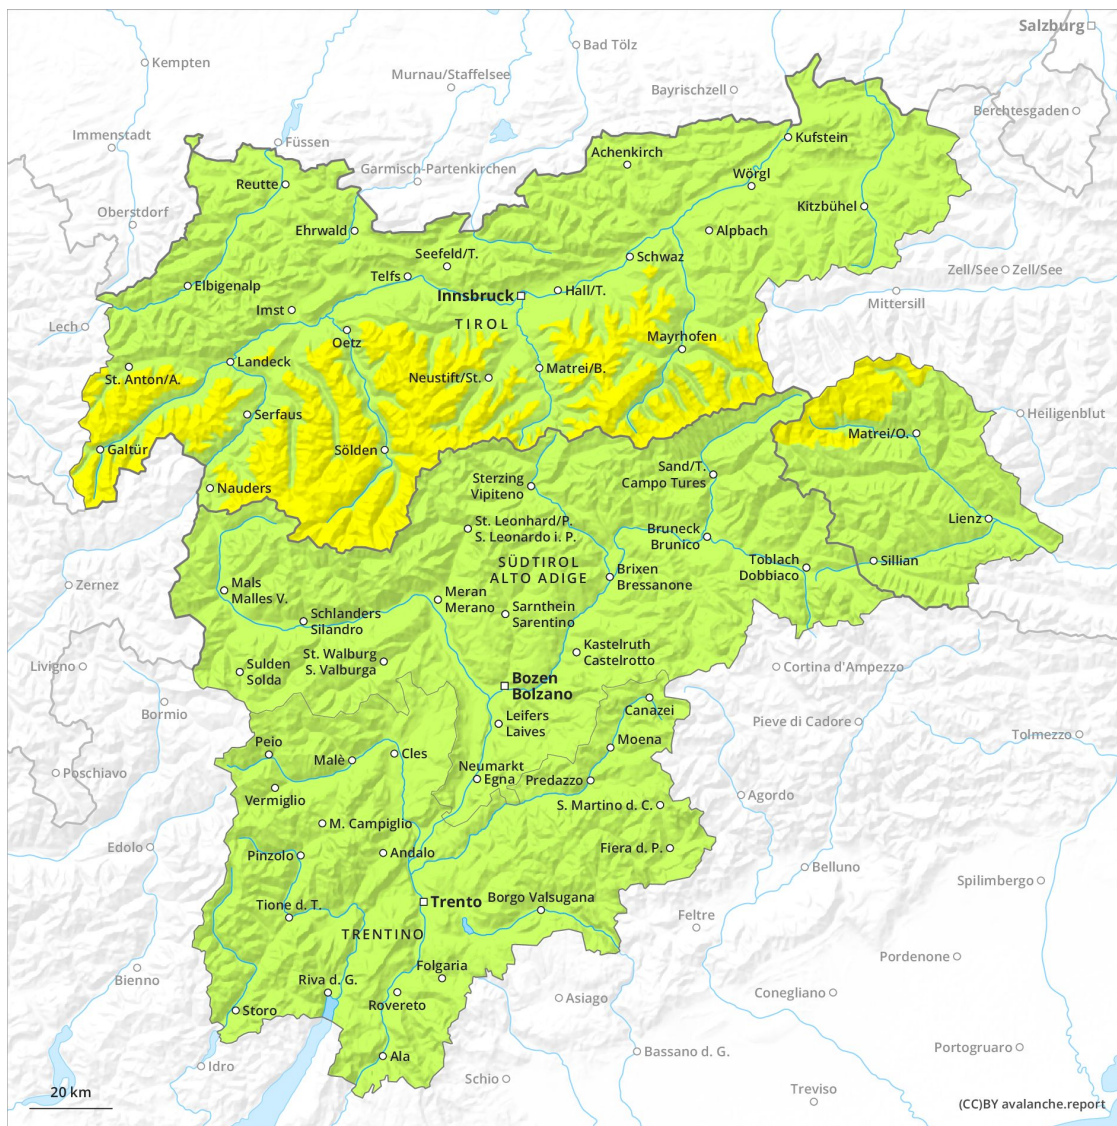 Salzburg
Bad Tölz
Kempten
Murnau/Staffelsee
Bayrischzell
Berchtesgaden
Immenstadt
Füssen
Kufstein
Achenkirch
Garmisch-Partenkirchen
Wörgl
Reutte
Kitzbühel
Oberstdorf
Ehrwald
Alpbach
Seefeld/T.
Schwaz
Zell/See
Zell/See
Telfs
Elbigenalp
Hall/T.
Innsbruck
Mittersill
Imst
TIROL
Lech
Oetz
Mayrhofen
Landeck
Matrei/B.
St. Anton/A.
Neustift/St.
Serfaus
Heiligenblut
Matrei/O.
Galtür
Sölden
Sand/T.
Campo Tures
Sterzing
Vipiteno
Nauders
Lienz
St. Leonhard/P.
S. Leonardo i. P.
Bruneck
Brunico
SÜDTIROL
ALTO ADIGE
Toblach
Dobbiaco
Sillian
Brixen
Bressanone
Zernez
Mals
Malles V.
Meran
Merano
Sarnthein
Sarentino
Schlanders
Silandro
Kastelruth
Castelrotto
St. Walburg
S. Valburga
Livigno
Sulden
Solda
Cortina d'Ampezzo
Bozen
Bolzano
Canazei
Bormio
Leifers
Laives
Pieve di Cadore
Tolmezzo
Peio
Moena
Cles
Malè
Neumarkt
Egna
Poschiavo
Predazzo
Vermiglio
Agordo
S. Martino d. C.
M. Campiglio
Edolo
Fiera d. P.
Andalo
Pinzolo
Belluno
Spilimbergo
Borgo Valsugana
Trento
Tione d. T.
Feltre
TRENTINO
Pordenone
Folgaria
Bienno
Riva d. G.
Rovereto
Conegliano
Asiago
Storo
Portogruaro
Bassano d. G.
Ala
Idro
Schio
Treviso
20 km
(CC)BY avalanche.report